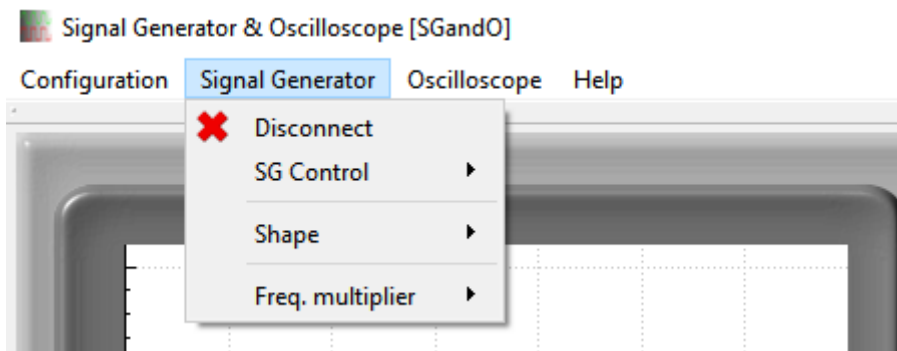 Signal Generator & Oscilloscope [SGandO]
Configuration Signal Generator Oscilloscope Help
Disconnect
SG Control
Shape
Freq. multiplier